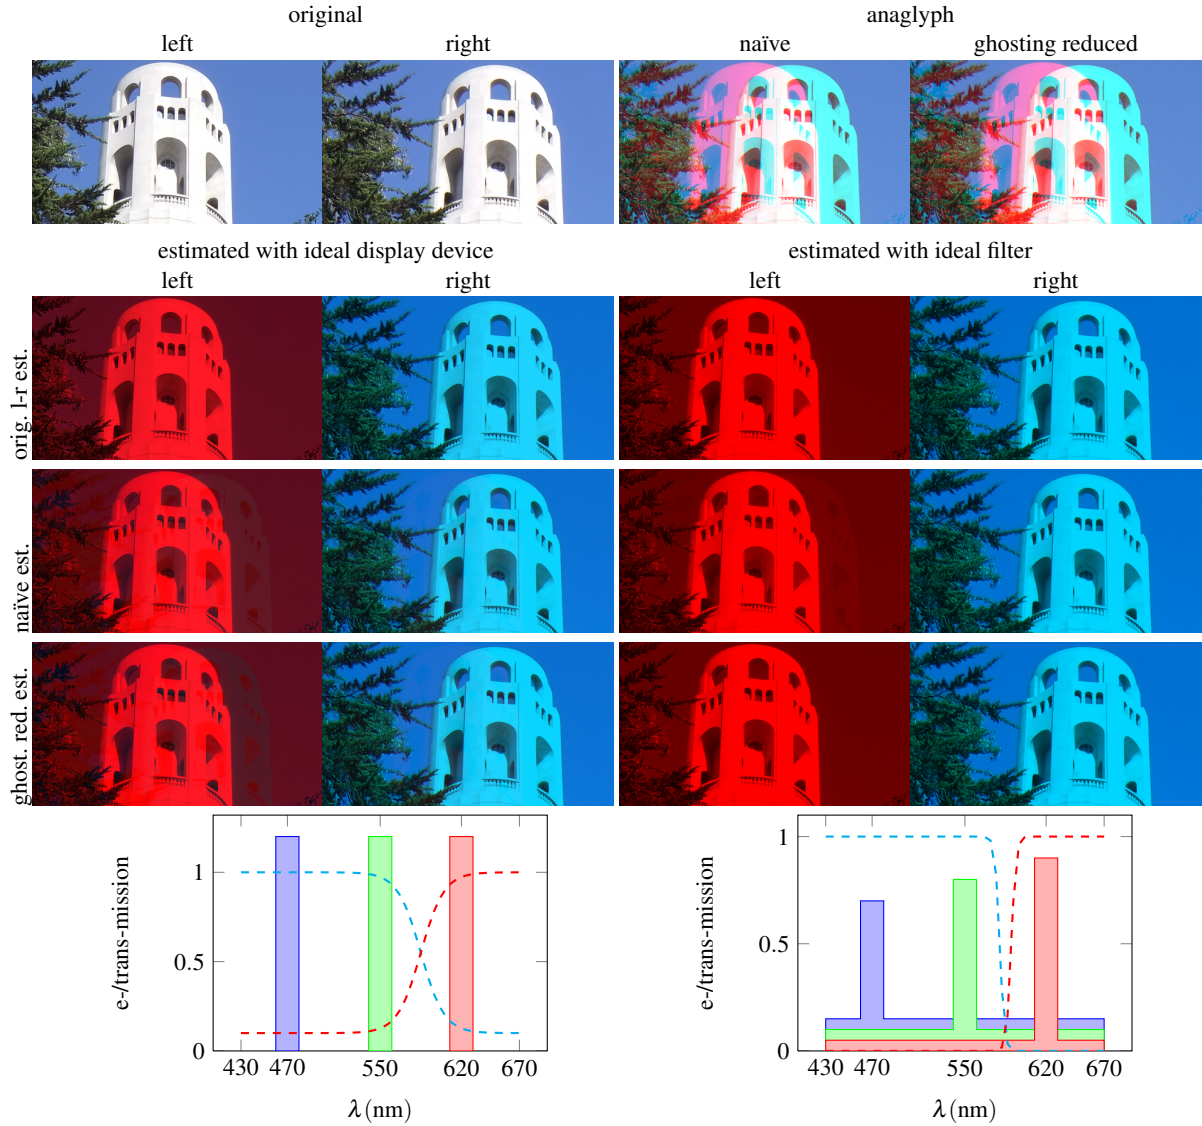 original
anaglyph
left
right
naïve
ghosting reduced
estimated with ideal display device
estimated with ideal filter
left
right
left
right
orig. l-r est.
naïve est.
ghost. red. est.
e-/trans-mission
1
0.5
0
430 470 550 620 670
λ (nm)
e-/trans-mission
1
0.5
0
430 470 550 620 670
λ (nm)